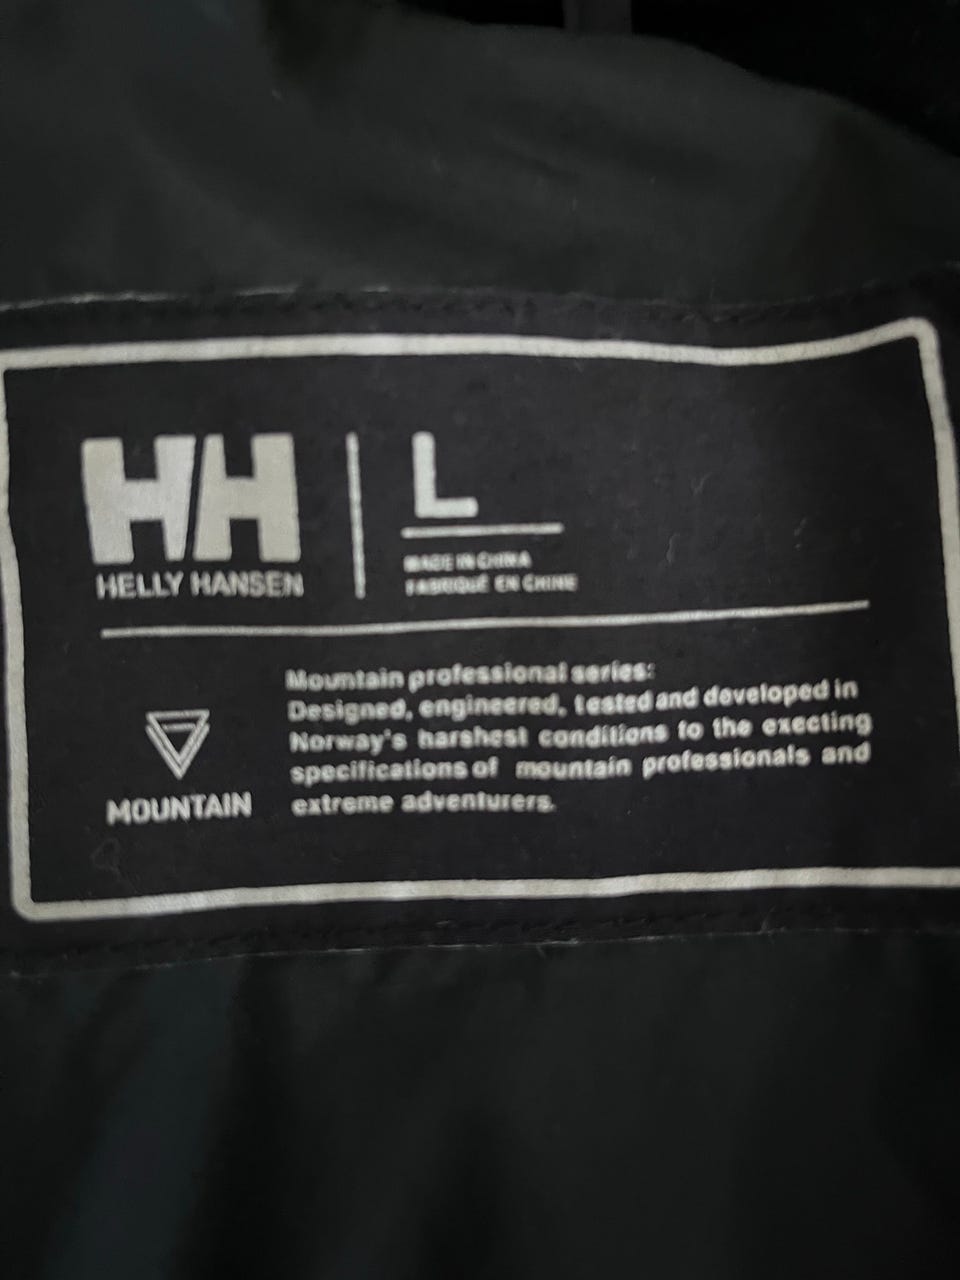 HH
HELLY HANSEN
L
MADE IN CHINA
FABRIQUÉ EN CHINE
MOUNTAIN
Mountain professional series:
Designed, engineered, tested and developed in
Norway's harshest conditions to the execting
specifications of mountain professionals and
extreme adventurers.